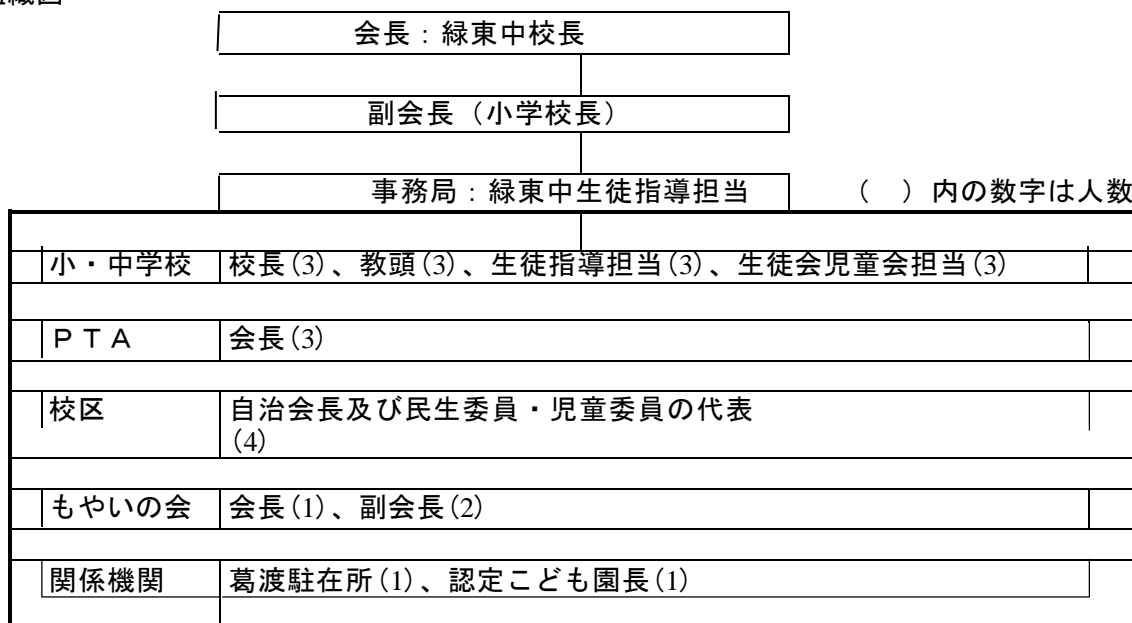 会長：緑東中校長
副会長（小学校長）
事務局：緑東中生徒指導担当 （　）内の数字は人数
小・中学校 校長(3)、教頭(3)、生徒指導担当(3)、生徒会児童会担当(3)
ＰＴＡ 会長(3)
校区 自治会長及び民生委員・児童委員の代表
(4)
もやいの会 会長(1)、副会長(2)
関係機関 葛渡駐在所(1)、認定こども園長(1)